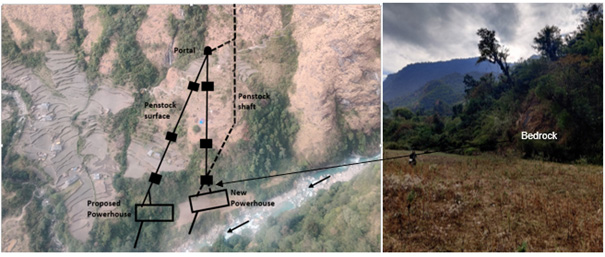 Portal
Penstock
surface
Penstock
shaft
Proposed
Powerhouse
New
Powerhouse
Bedrock